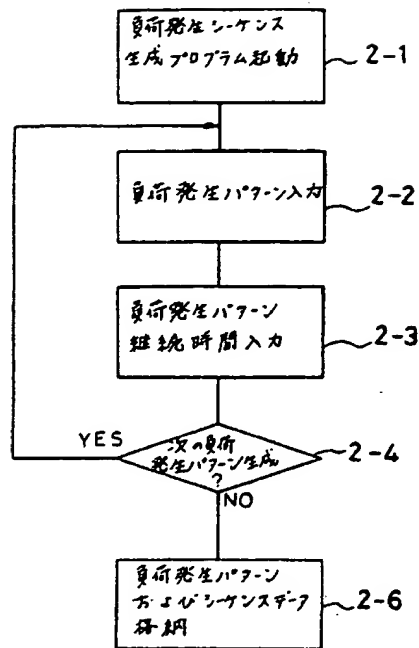 負荷発生シーケンス
生成プログラム起動
2-1
負荷発生パターン入力
2-2
負荷発生パターン
継続時間入力
2-3
YES
次の負荷
発生パターン生成
?
2-4
NO
負荷発生パターン
およびシーケンスデータ
格納
2-6